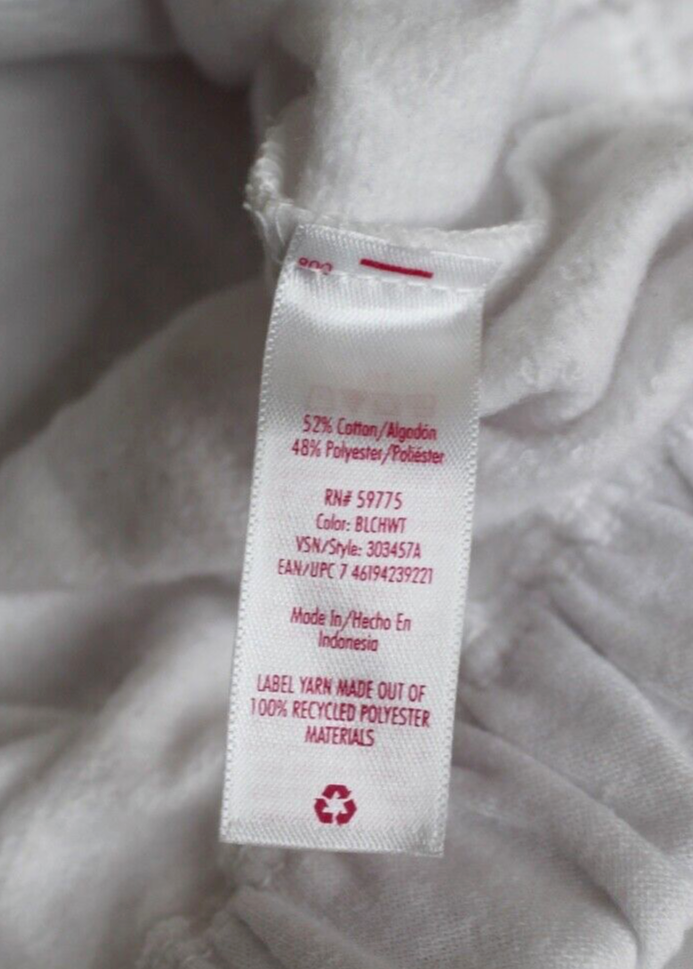 52% Cotton/Algodón
48% Polyester/Poliéster
RN# 59775
Color: BLCHWT
VSN/Style: 303457A
EAN/UPC 7 46194239221
Made In/Hecho En
Indonesia
LABEL YARN MADE OUT OF
100% RECYCLED POLYESTER
MATERIALS